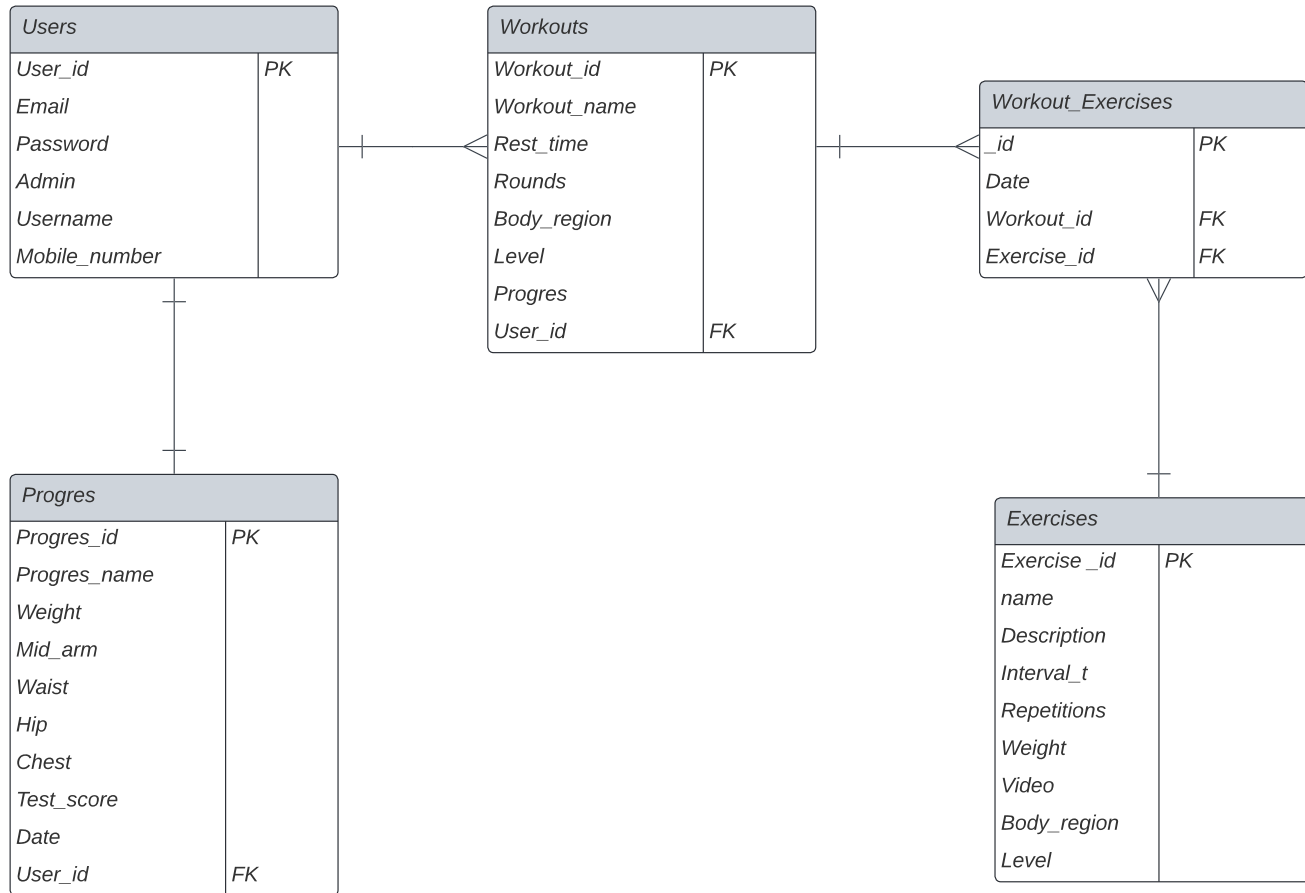 Users
User_id PK
Email
Password
Admin
Username
Mobile_number
Workouts
Workout_id PK
Workout_name
Rest_time
Rounds
Body_region
Level
Progres
User_id FK
Workout_Exercises
_id PK
Date
Workout_id FK
Exercise_id FK
Progres
Progres_id PK
Progres_name
Weight
Mid_arm
Waist
Hip
Chest
Test_score
Date
User_id FK
Exercises
Exercise _id PK
name
Description
Interval_t
Repetitions
Weight
Video
Body_region
Level